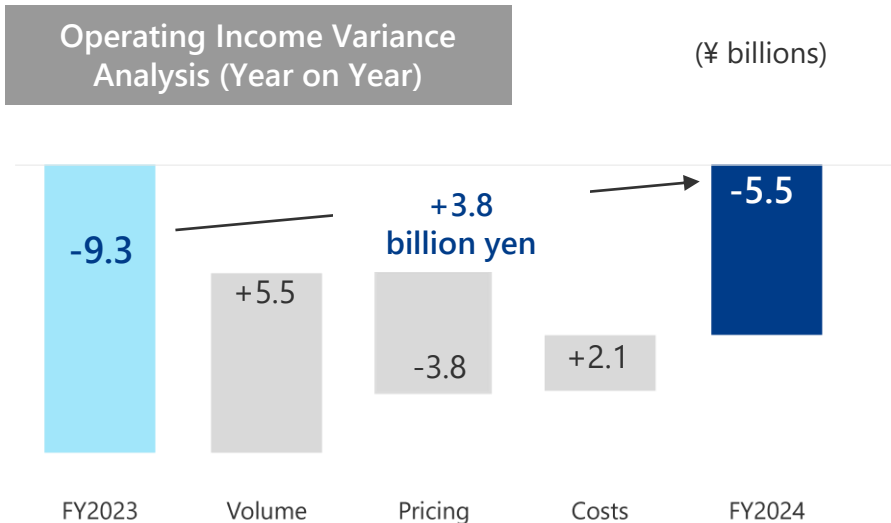 Operating Income Variance
Analysis (Year on Year)
(¥ billions)
-9.3
+5.5
+3.8
billion yen
-3.8
+2.1
-5.5
FY2023
Volume
Pricing
Costs
FY2024